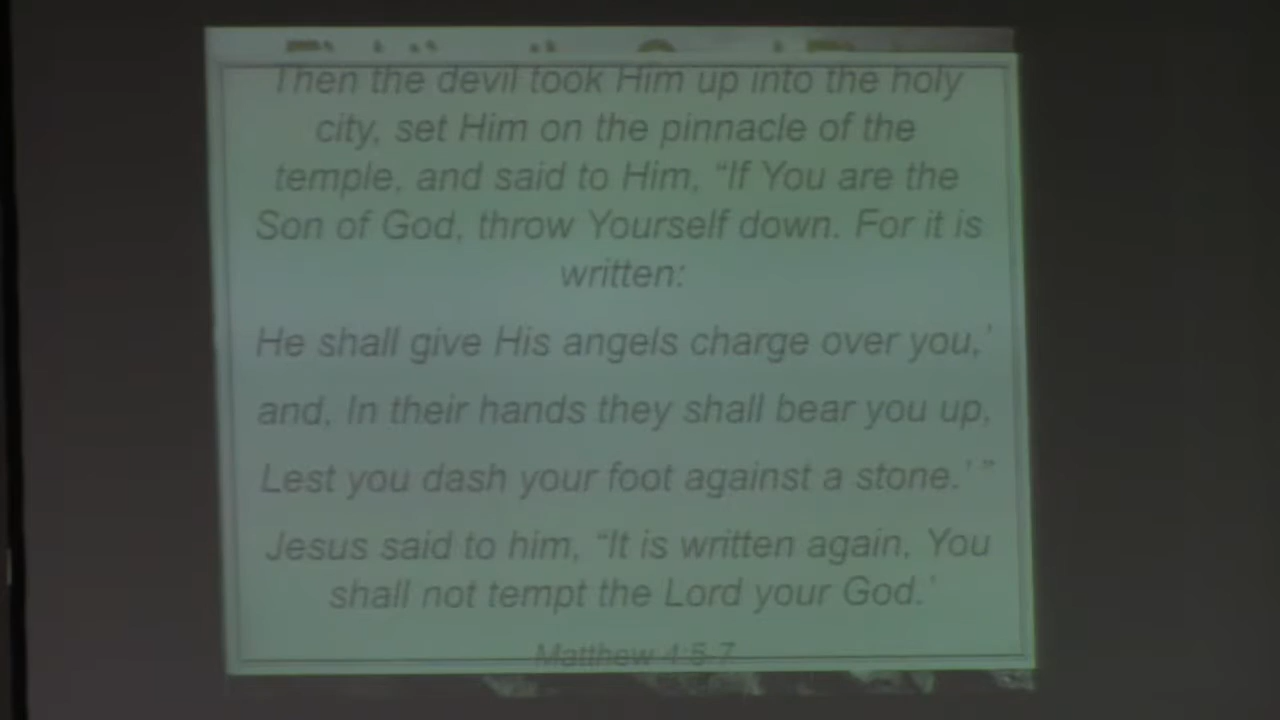 Then the devil took Him up into the holy
city, set Him on the pinnacle of the
temple, and said to Him, “If You are the
Son of God, throw Yourself down. For it is
written:
He shall give His angels charge over you,’
and, In their hands they shall bear you up,
Lest you dash your foot against a stone.’ ”
Jesus said to him, “It is written again, You
shall not tempt the Lord your God.’
Matthew 4:5-7